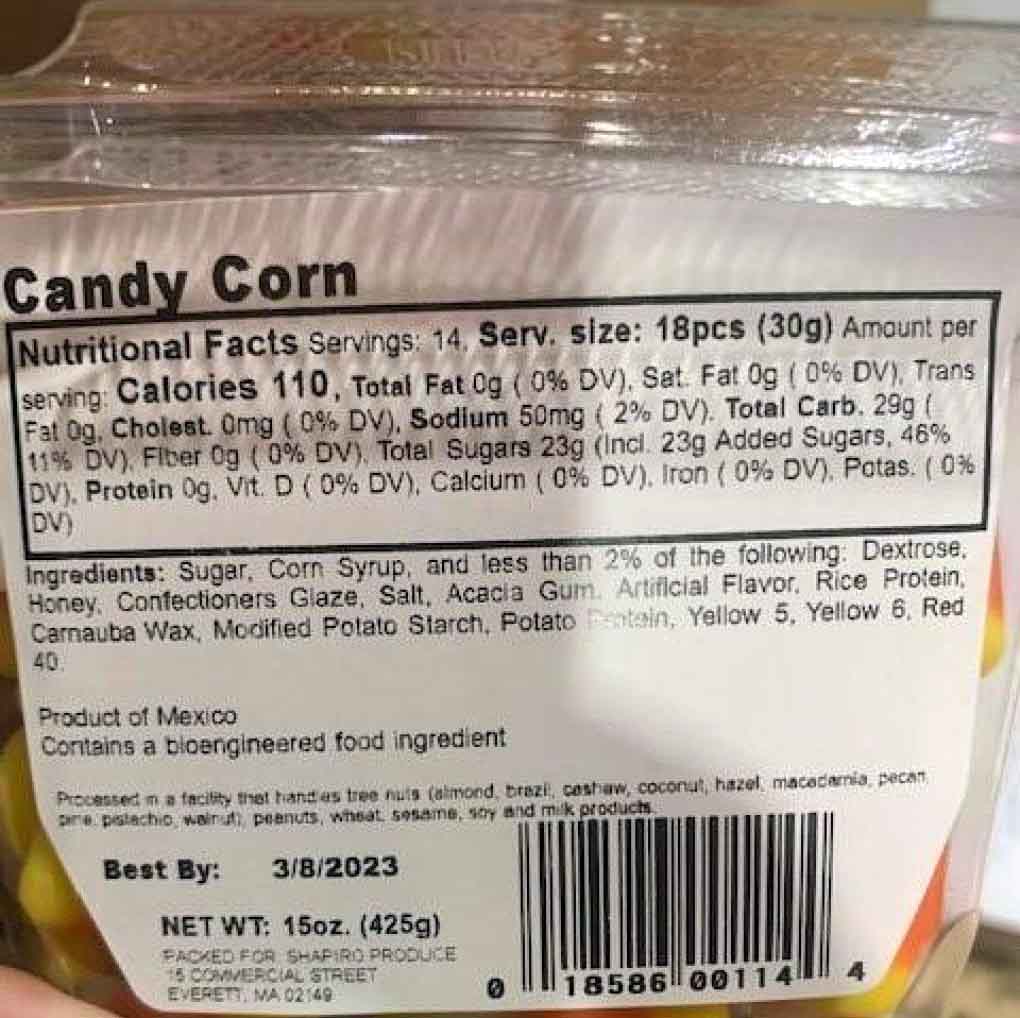 Candy Corn
Nutritional Facts Servings: 14, Serv. size: 18pcs (30g) Amount per
serving: Calories 110, Total Fat 0g ( 0% DV), Sat. Fat 0g ( 0% DV), Trans
Fat 0g, Cholest. 0mg ( 0% DV), Sodium 50mg ( 2% DV), Total Carb. 29g (
11% DV), Fiber 0g ( 0% DV), Total Sugars 23g (Incl. 23g Added Sugars, 46%
DV), Protein 0g, Vit. D ( 0% DV), Calcium ( 0% DV), Iron ( 0% DV), Potas. ( 0%
DV)
Ingredients: Sugar, Corn Syrup, and less than 2% of the following: Dextrose,
Honey, Confectioners Glaze, Salt, Acacia Gum, Artificial Flavor, Rice Protein,
Carnauba Wax, Modified Potato Starch, Potato Protein, Yellow 5, Yellow 6, Red
40.
Product of Mexico
Contains a bioengineered food ingredient
Processed in a facility that handles tree nuts (almond, brazil, cashew, coconut, hazel, macadamia, pecan,
pine, pistachio, walnut), peanuts, wheat, sesame, soy and milk products.
Best By: 3/8/2023
NET WT: 15oz. (425g)
PACKED FOR SHAPIRO PRODUCE
15 COMMERCIAL STREET
EVERETT, MA 02149
0 18586 00114 4